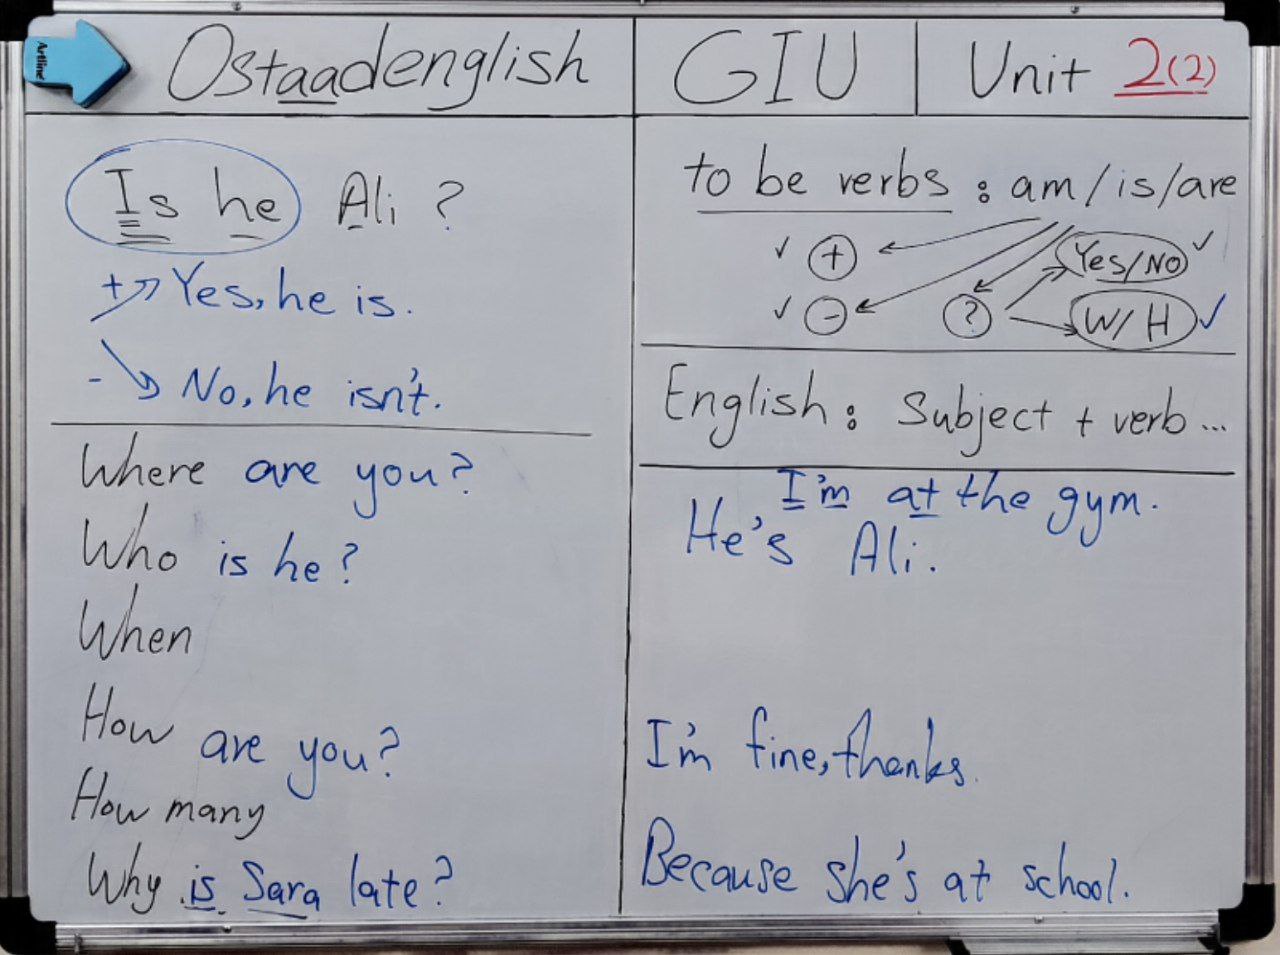 Artline
Ostaadenglish
GIU
Unit 2(2)
Is he Ali ?
+ Yes, he is.
- No, he isn't.
Where are you?
Who is he?
When
How are you?
How many
Why is Sara late?
to be verbs : am/is/are
+ Yes/No
- ? W/H
English : Subject + verb ...
I'm at the gym.
He's Ali.
I'm fine, thanks.
Because she's at school.